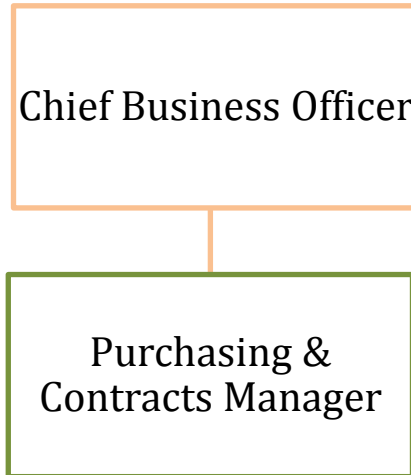 Chief Business Officer
Purchasing &
Contracts Manager